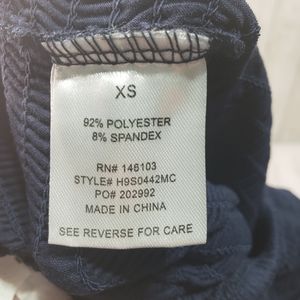 XS
92% POLYESTER
8% SPANDEX
RN# 146103
STYLE# H9S0442MC
PO# 202992
MADE IN CHINA
SEE REVERSE FOR CARE